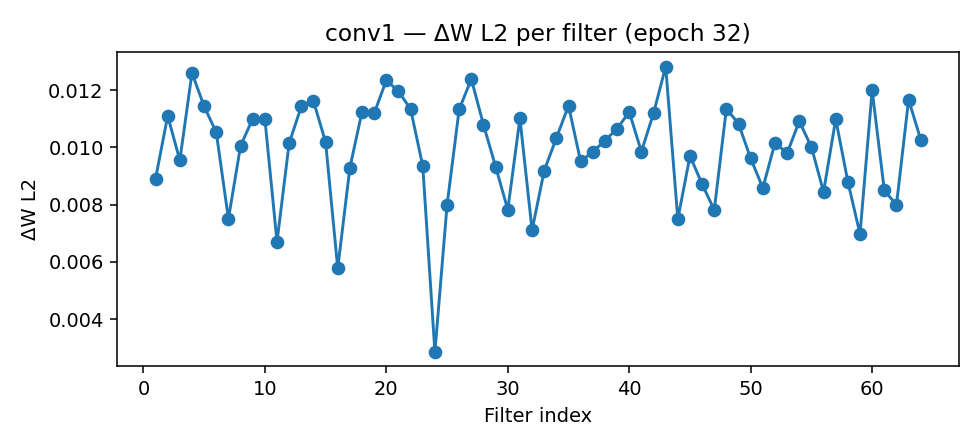 conv1 — ΔW L2 per filter (epoch 32)
0.012
0.010
0.008
0.006
0.004
ΔW L2
0 10 20 30 40 50 60
Filter index